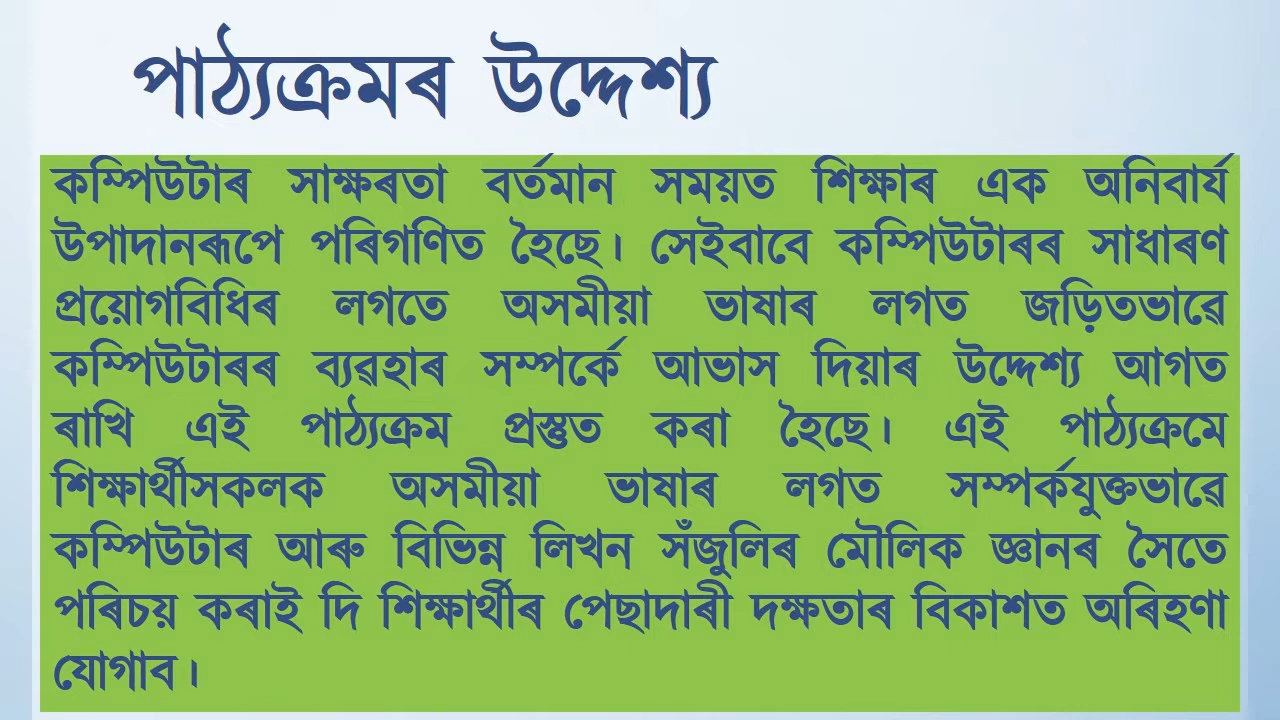 পাঠ্যক্ৰমৰ উদ্দেশ্য
কম্পিউটাৰ সাক্ষৰতা বৰ্তমান সময়ত শিক্ষাৰ এক অনিবাৰ্য
উপাদানৰূপে পৰিগণিত হৈছে। সেইবাবে কম্পিউটাৰৰ সাধাৰণ
প্ৰয়োগবিধিৰ লগতে অসমীয়া ভাষাৰ লগত জড়িতভাৱে
কম্পিউটাৰৰ ব্যৱহাৰ সম্পৰ্কে আভাস দিয়াৰ উদ্দেশ্য আগত
ৰাখি এই পাঠ্যক্ৰম প্ৰস্তুত কৰা হৈছে। এই পাঠ্যক্ৰমে
শিক্ষাৰ্থীসকলক অসমীয়া ভাষাৰ লগত সম্পৰ্কযুক্তভাৱে
কম্পিউটাৰ আৰু বিভিন্ন লিখন সঁজুলিৰ মৌলিক জ্ঞানৰ সৈতে
পৰিচয় কৰাই দি শিক্ষাৰ্থীৰ পেছাদাৰী দক্ষতাৰ বিকাশত অৰিহণা
যোগাব।